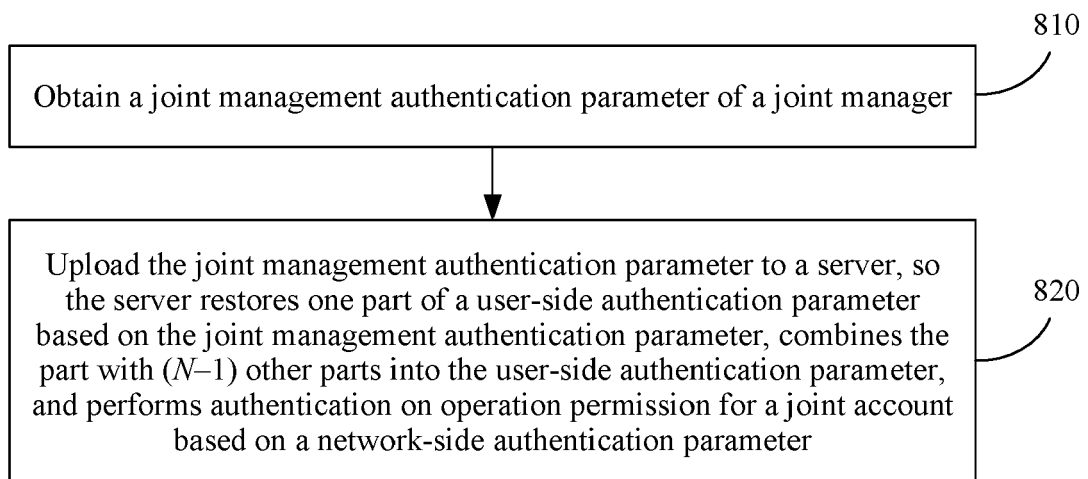 810
Obtain a joint management authentication parameter of a joint manager
Upload the joint management authentication parameter to a server, so
the server restores one part of a user-side authentication parameter
based on the joint management authentication parameter, combines the
part with (N–1) other parts into the user-side authentication parameter,
and performs authentication on operation permission for a joint account
based on a network-side authentication parameter
820